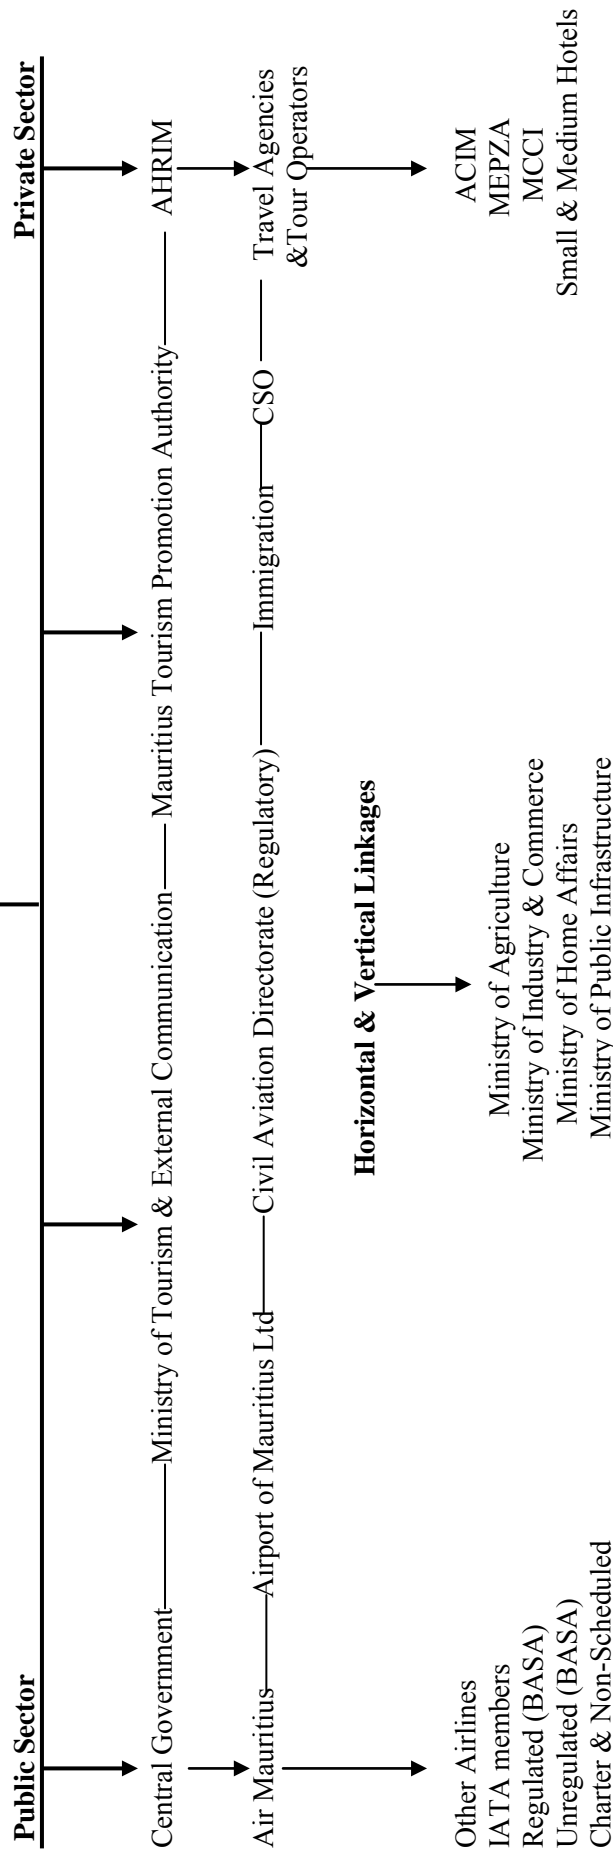 Public Sector
Private Sector
Central Government
Ministry of Tourism & External Communication
Mauritius Tourism Promotion Authority
AHRIM
Air Mauritius
Airport of Mauritius Ltd
Civil Aviation Directorate (Regulatory)
Immigration
CSO
Travel Agencies
&Tour Operators
Horizontal & Vertical Linkages
Other Airlines
IATA members
Regulated (BASA)
Unregulated (BASA)
Charter & Non-Scheduled
Ministry of Agriculture
Ministry of Industry & Commerce
Ministry of Home Affairs
Ministry of Public Infrastructure
ACIM
MEPZA
MCCI
Small & Medium Hotels